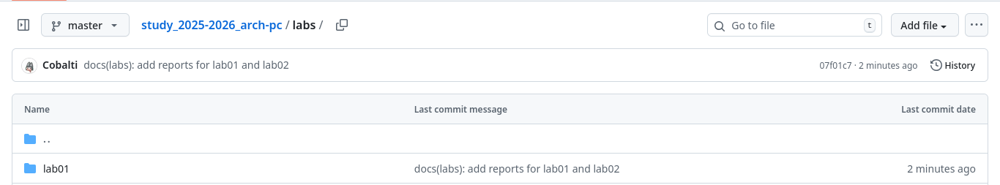 master study_2025-2026_arch-pc / labs / Go to file t Add file
Cobalti docs(labs): add reports for lab01 and lab02 07f01c7 · 2 minutes ago History
Name Last commit message Last commit date
..
lab01 docs(labs): add reports for lab01 and lab02 2 minutes ago